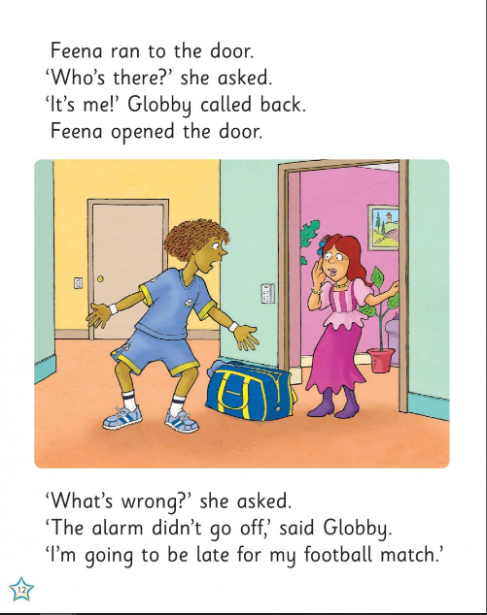 Feena ran to the door.
‘Who’s there?’ she asked.
‘It’s me!’ Globby called back.
Feena opened the door.
‘What’s wrong?’ she asked.
‘The alarm didn’t go off,’ said Globby.
‘I’m going to be late for my football match.’
12